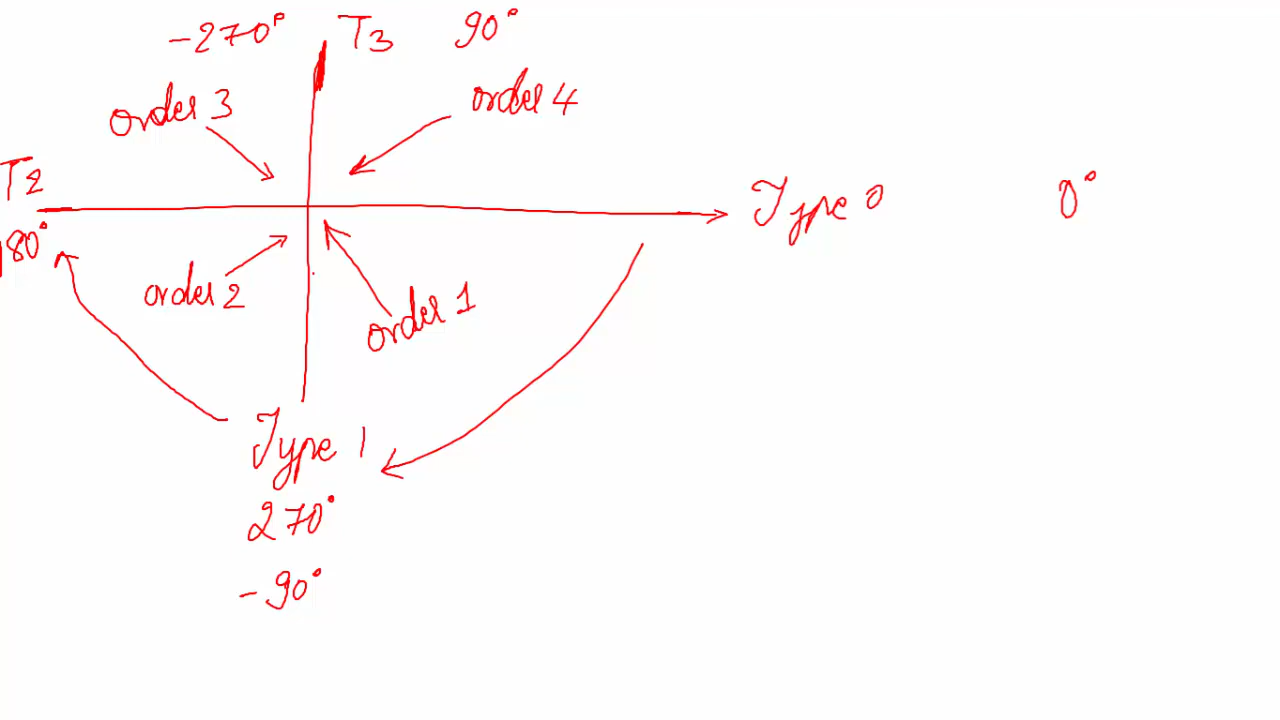 -270° T3 90°
order 3 order 4
T2 Type 0 0°
180°
order 2 order 1
Type 1
270°
-90°